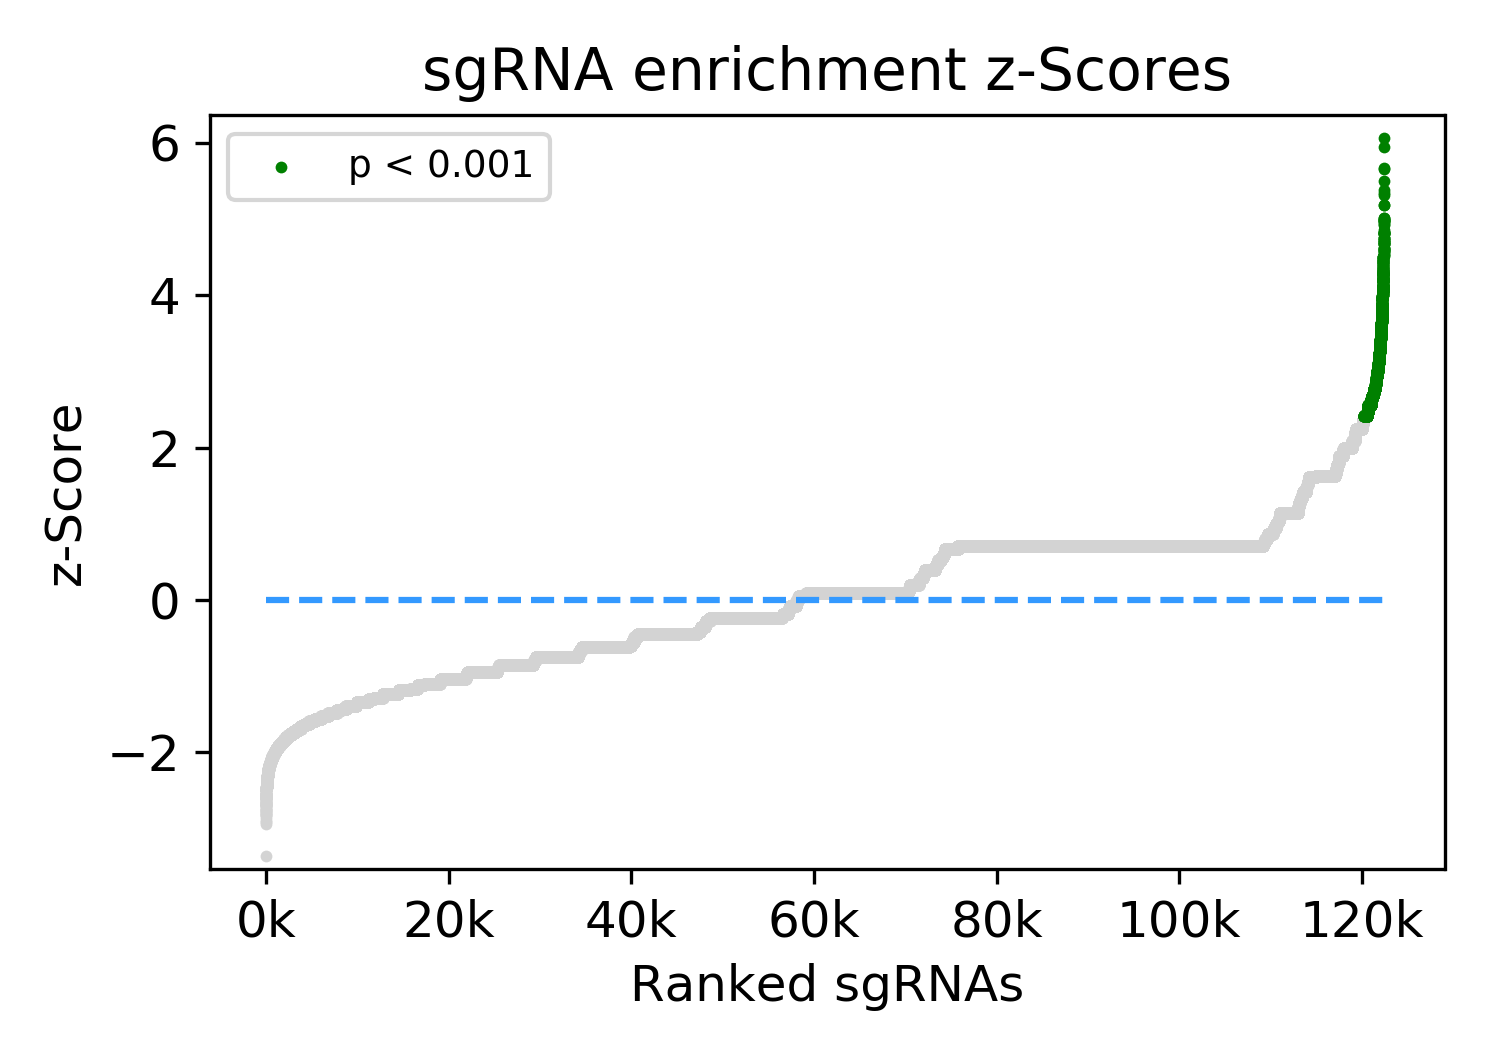 sgRNA enrichment z-Scores
p < 0.001
6
4
2
0
−2
z-Score
0k 20k 40k 60k 80k 100k 120k
Ranked sgRNAs